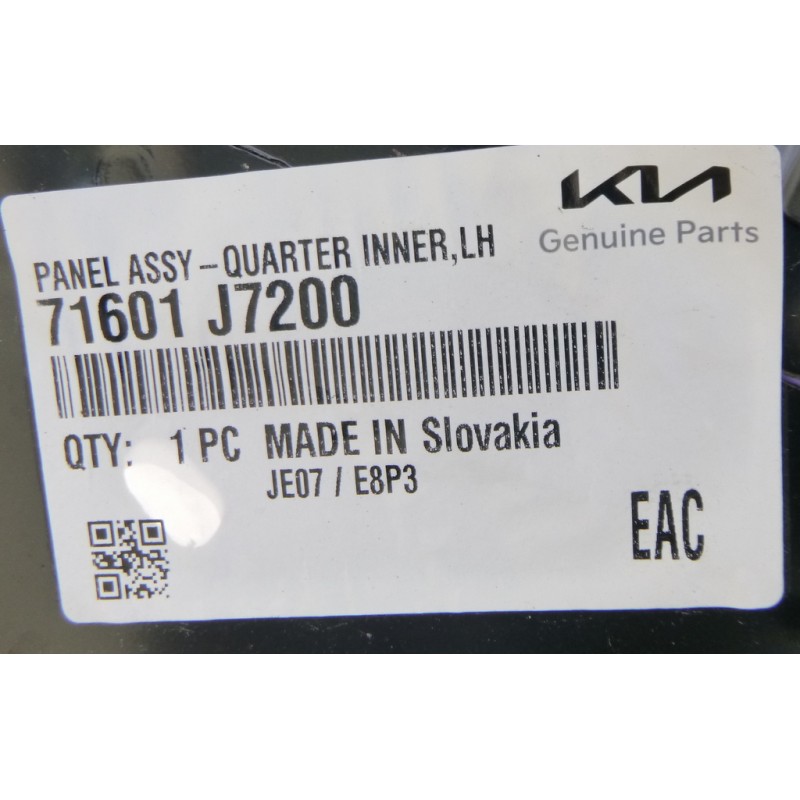 KIA
Genuine Parts
PANEL ASSY-QUARTER INNER,LH
71601 J7200
QTY: 1 PC MADE IN Slovakia
JE07 / E8P3
EAC